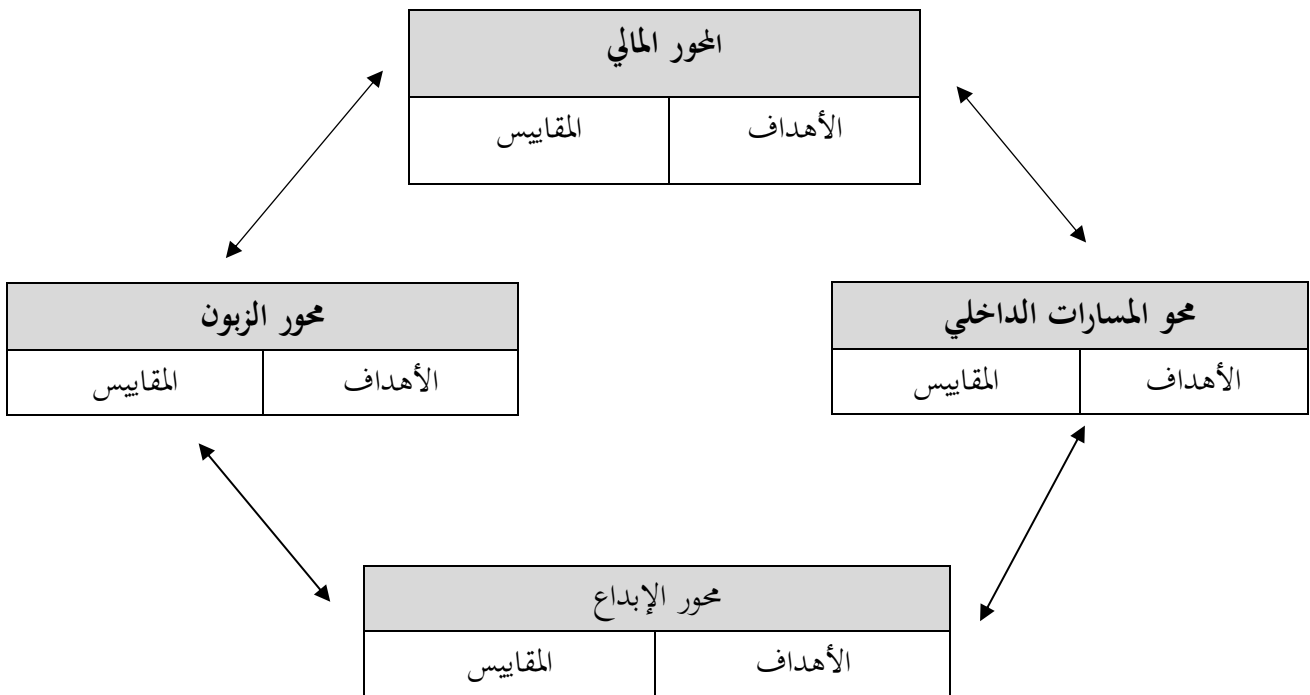 المحور المالي
الأهداف المقاييس
محو المسارات الداخلي
الأهداف المقاييس
محور الزبون
الأهداف المقاييس
محور الإبداع
الأهداف المقاييس